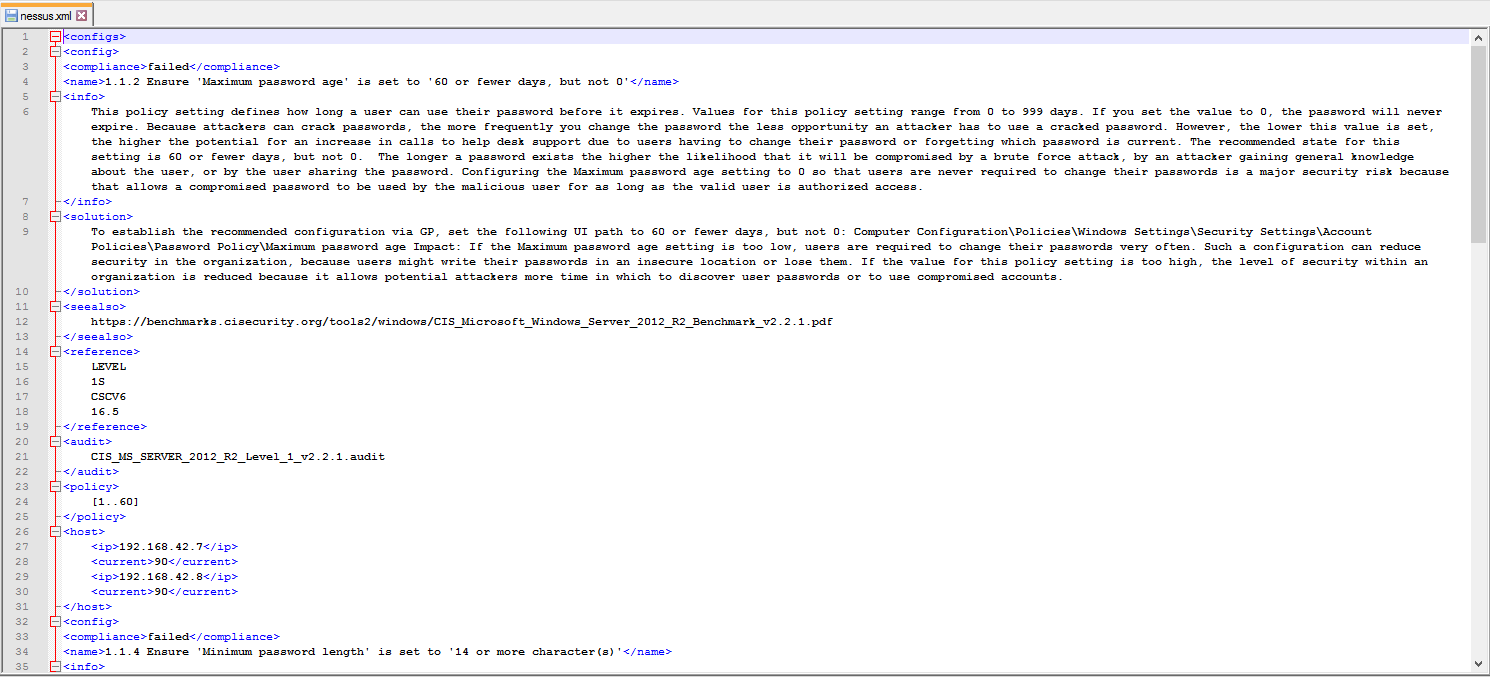 nessus.xml
1 <configs>
2 <config>
3 <compliance>failed</compliance>
4 <name>1.1.2 Ensure 'Maximum password age' is set to '60 or fewer days, but not 0'</name>
5 <info>
6 This policy setting defines how long a user can use their password before it expires. Values for this policy setting range from 0 to 999 days. If you set the value to 0, the password will never
expire. Because attackers can crack passwords, the more frequently you change the password the less opportunity an attacker has to use a cracked password. However, the lower this value is set,
the higher the potential for an increase in calls to help desk support due to users having to change their password or forgetting which password is current. The recommended state for this
setting is 60 or fewer days, but not 0.  The longer a password exists the higher the likelihood that it will be compromised by a brute force attack, by an attacker gaining general knowledge
about the user, or by the user sharing the password. Configuring the Maximum password age setting to 0 so that users are never required to change their passwords is a major security risk because
that allows a compromised password to be used by the malicious user for as long as the valid user is authorized access.
7 </info>
8 <solution>
9 To establish the recommended configuration via GP, set the following UI path to 60 or fewer days, but not 0: Computer Configuration\Policies\Windows Settings\Security Settings\Account
Policies\Password Policy\Maximum password age Impact: If the Maximum password age setting is too low, users are required to change their passwords very often. Such a configuration can reduce
security in the organization, because users might write their passwords in an insecure location or lose them. If the value for this policy setting is too high, the level of security within an
organization is reduced because it allows potential attackers more time in which to discover user passwords or to use compromised accounts.
10 </solution>
11 <seealso>
12 https://benchmarks.cisecurity.org/tools2/windows/CIS_Microsoft_Windows_Server_2012_R2_Benchmark_v2.2.1.pdf
13 </seealso>
14 <reference>
15 LEVEL
16 1S
17 CSCV6
18 16.5
19 </reference>
20 <audit>
21 CIS_MS_SERVER_2012_R2_Level_1_v2.2.1.audit
22 </audit>
23 <policy>
24 [1..60]
25 </policy>
26 <host>
27 <ip>192.168.42.7</ip>
28 <current>90</current>
29 <ip>192.168.42.8</ip>
30 <current>90</current>
31 </host>
32 <config>
33 <compliance>failed</compliance>
34 <name>1.1.4 Ensure 'Minimum password length' is set to '14 or more character(s)'</name>
35 <info>